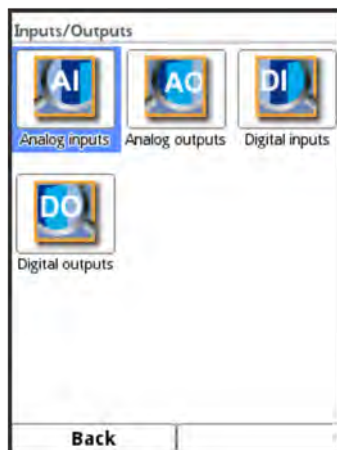 Inputs/Outputs
AI AO DI
Analog inputs Analog outputs Digital inputs
DO
Digital outputs
Back